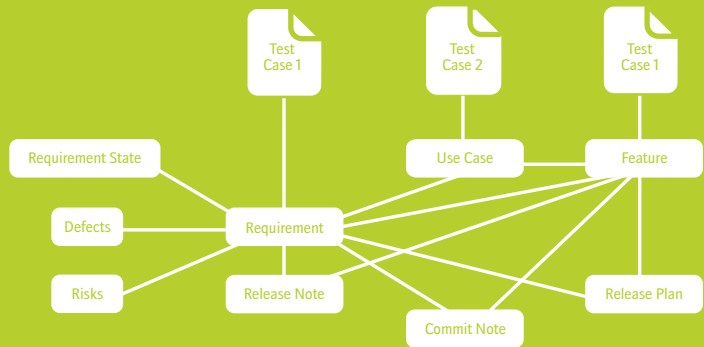 Test
Case 1
Test
Case 2
Test
Case 1
Requirement State
Use Case
Feature
Defects
Requirement
Risks
Release Note
Release Plan
Commit Note